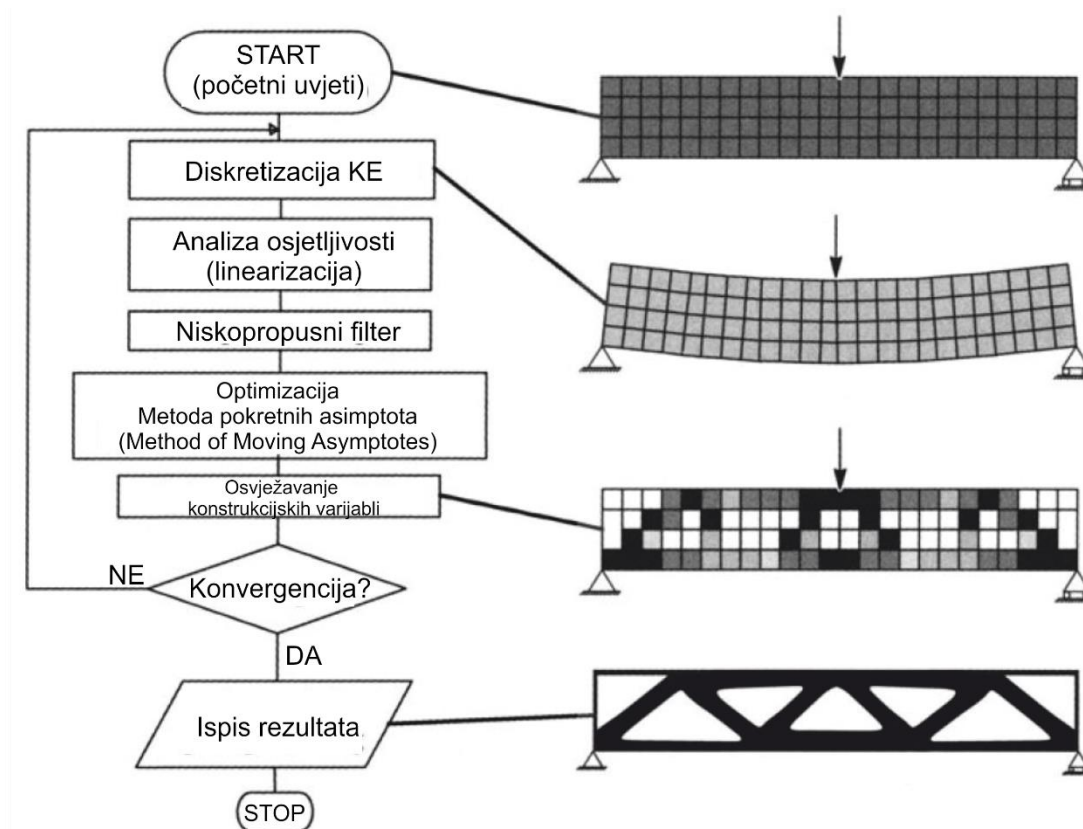 START
(početni uvjeti)
Diskretizacija KE
Analiza osjetljivosti
(linearizacija)
Niskopropusni filter
Optimizacija
Metoda pokretnih asimptota
(Method of Moving Asymptotes)
Osvježavanje
konstrukcijskih varijabli
NE
Konvergencija?
DA
Ispis rezultata
STOP